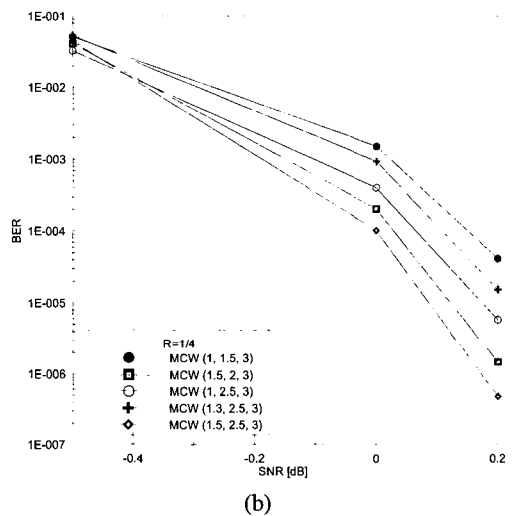 1E-001
1E-002
1E-003
1E-004
1E-005
1E-006
1E-007
BER
R=1/4
MCW (1, 1.5, 3)
MCW (1.5, 2, 3)
MCW (1, 2.5, 3)
MCW (1.3, 2.5, 3)
MCW (1.5, 2.5, 3)
-0.4 -0.2 0 0.2
SNR [dB]
(b)